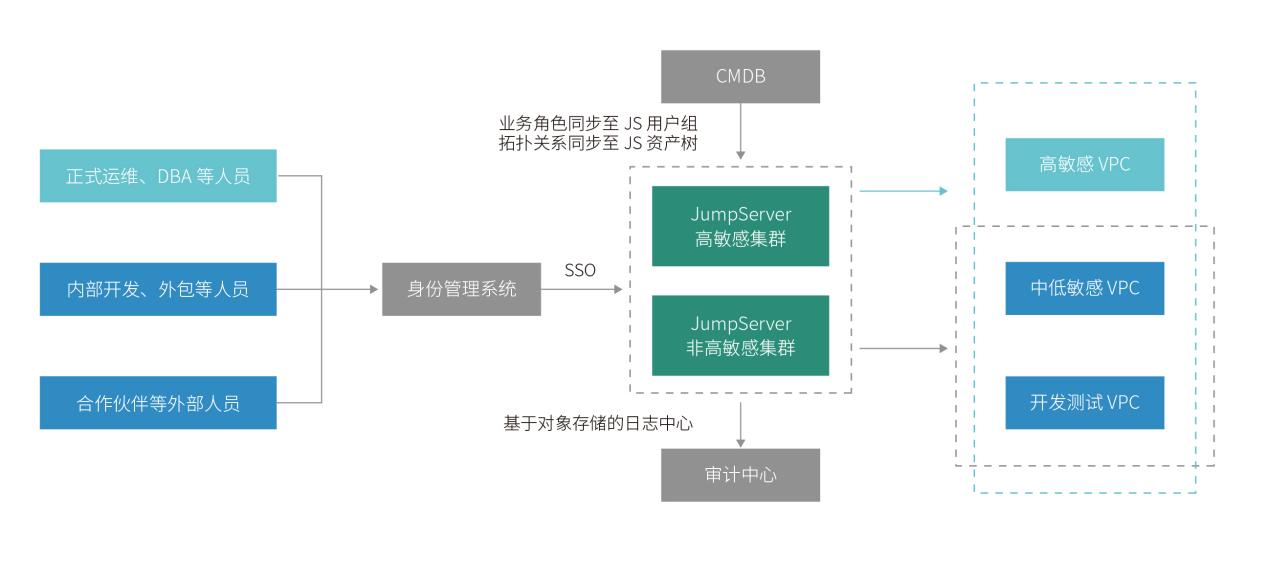 CMDB
业务角色同步至 JS 用户组
拓扑关系同步至 JS 资产树
正式运维、DBA 等人员
内部开发、外包等人员
合作伙伴等外部人员
身份管理系统
SSO
JumpServer
高敏感集群
JumpServer
非高敏感集群
基于对象存储的日志中心
审计中心
高敏感 VPC
中低敏感 VPC
开发测试 VPC